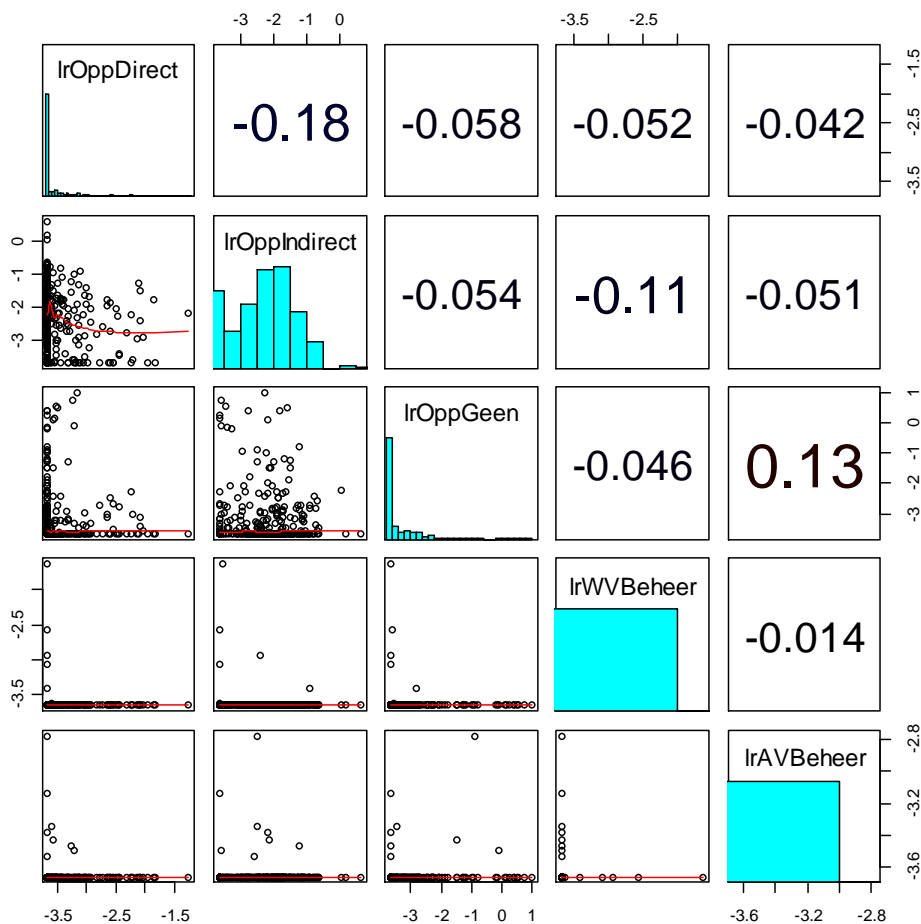 -3 -2 -1 0
-3.5 -2.5
lrOppDirect
-0.18
-0.058
-0.052
-0.042
-3.5 -2.5 -1.5
-3 -2 -1 0
lrOppIndirect
-0.054
-0.11
-0.051
lrOppGeen
-0.046
0.13
-3 -2 -1 0 1
-3.5 -2.5
lrWVBeheer
-0.014
lrAVBeheer
-3.6 -3.2 -2.8
-3.5 -2.5 -1.5
-3 -2 -1 0 1
-3.6 -3.2 -2.8